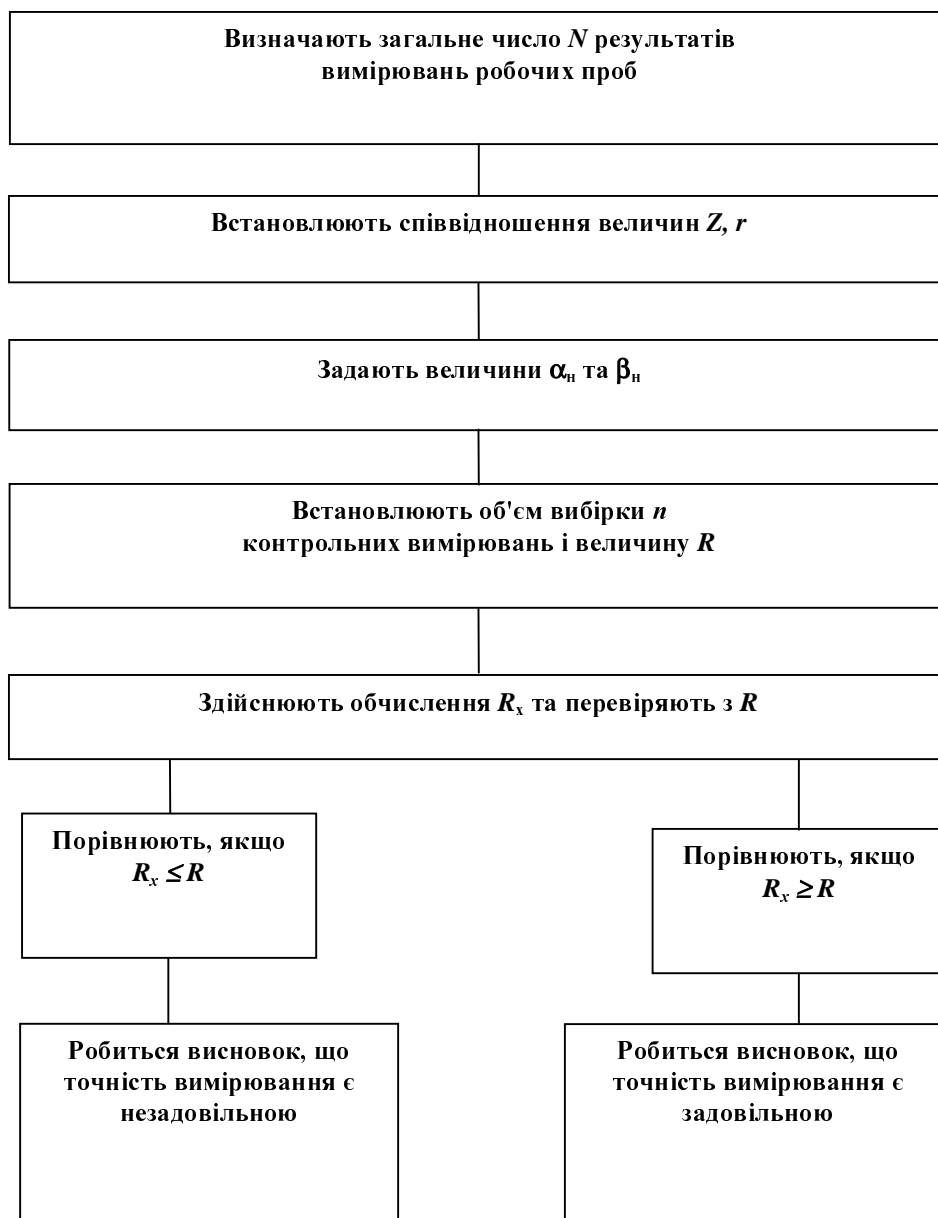 Визначають загальне число N результатів
вимірювань робочих проб
Встановлюють співвідношення величин Z, r
Задають величини αн та βн
Встановлюють об'єм вибірки n
контрольних вимірювань і величину R
Здійснюють обчислення Rх та перевіряють з R
Порівнюють, якщо
Rx ≤ R
Порівнюють, якщо
Rx ≥ R
Робиться висновок, що
точність вимірювання є
незадовільною
Робиться висновок, що
точність вимірювання є
задовільною